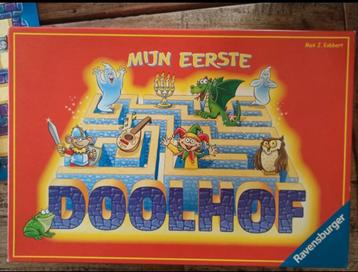 Max J. Kobbert
MIJN EERSTE
DOOLHOF
Ravensburger